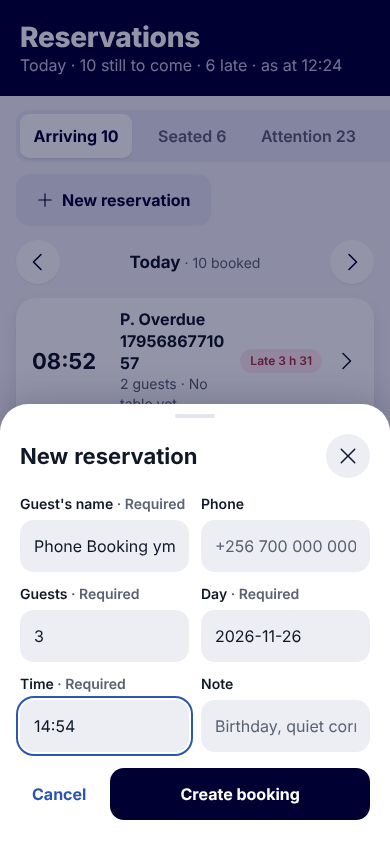 Reservations
Today · 10 still to come · 6 late · as at 12:24
Arriving 10 Seated 6 Attention 23
+ New reservation
Today · 10 booked
08:52
P. Overdue
17956867710
57
2 guests · No
table yet
Late 3 h 31
New reservation
Guest's name · Required Phone
Phone Booking ym +256 700 000 000
Guests · Required Day · Required
3 2026-11-26
Time · Required Note
14:54 Birthday, quiet corr
Cancel Create booking